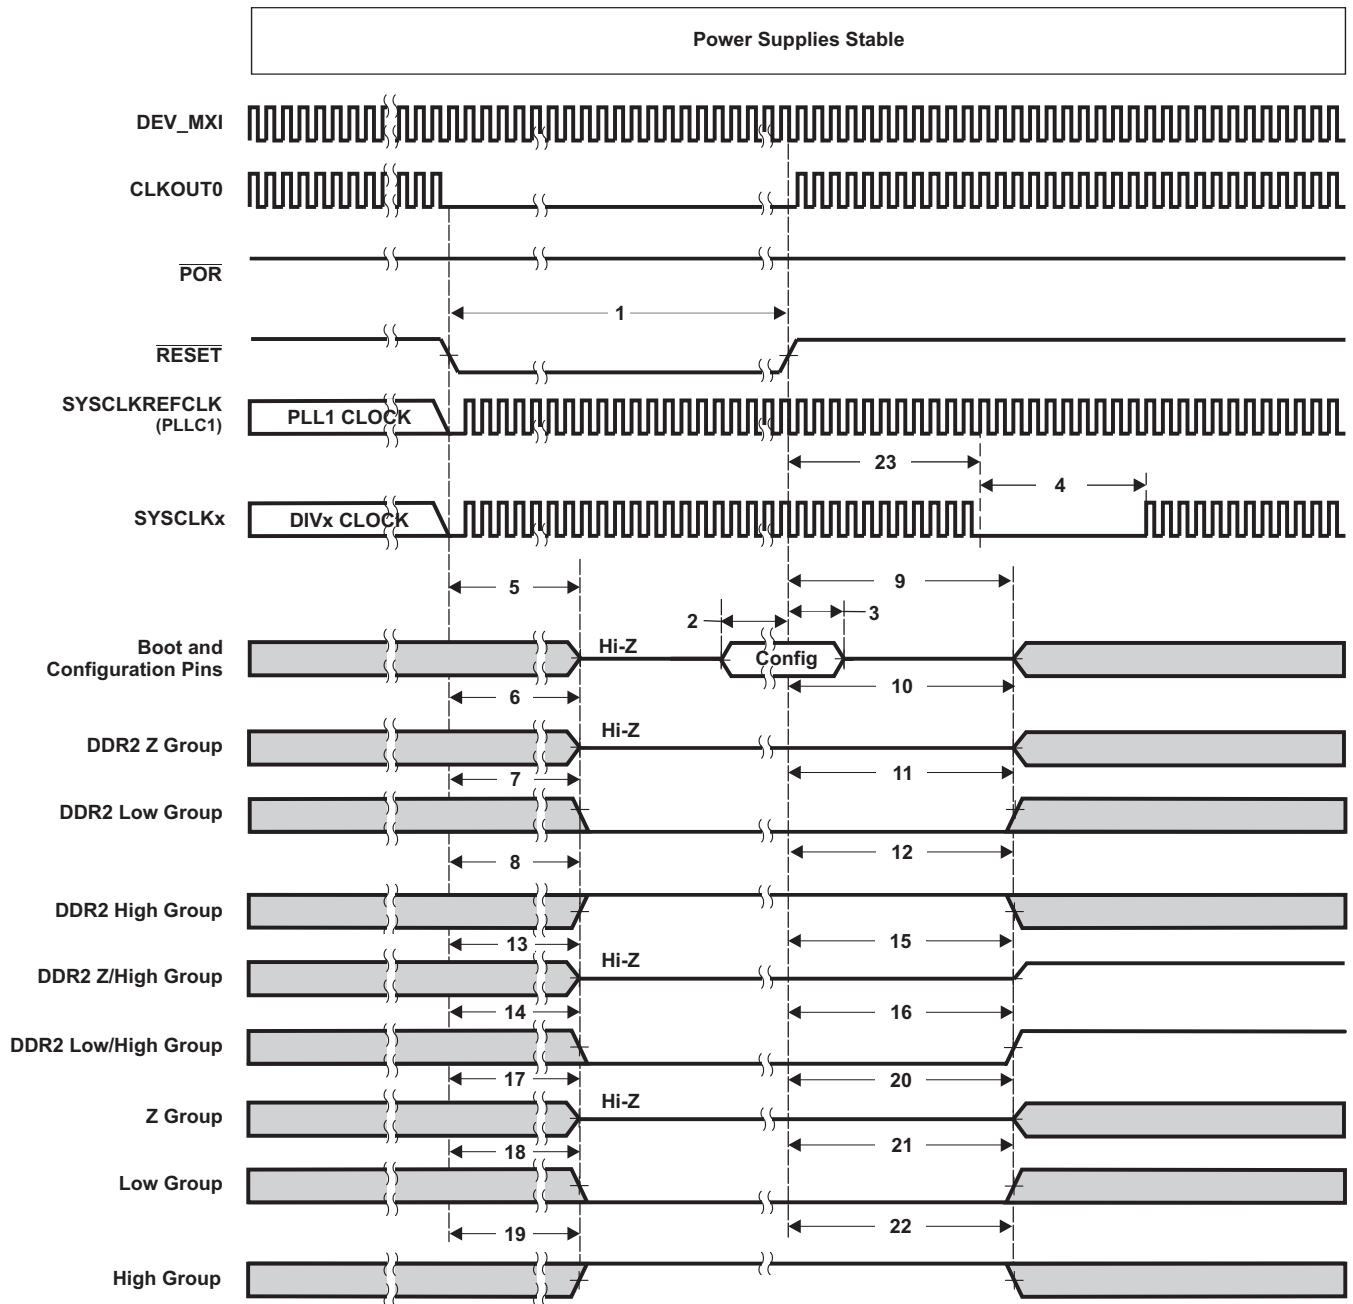 Power Supplies Stable
DEV_MXI
CLKOUT0
POR
1
RESET
SYSCLKREFCLK
(PLLC1)
PLL1 CLOCK
23
4
SYSCLKx
DIVx CLOCK
5
9
2
3
Boot and
Configuration Pins
Hi-Z
Config
6
10
DDR2 Z Group
Hi-Z
7
11
DDR2 Low Group
8
12
DDR2 High Group
13
15
DDR2 Z/High Group
Hi-Z
14
16
DDR2 Low/High Group
17
20
Z Group
Hi-Z
18
21
Low Group
19
22
High Group